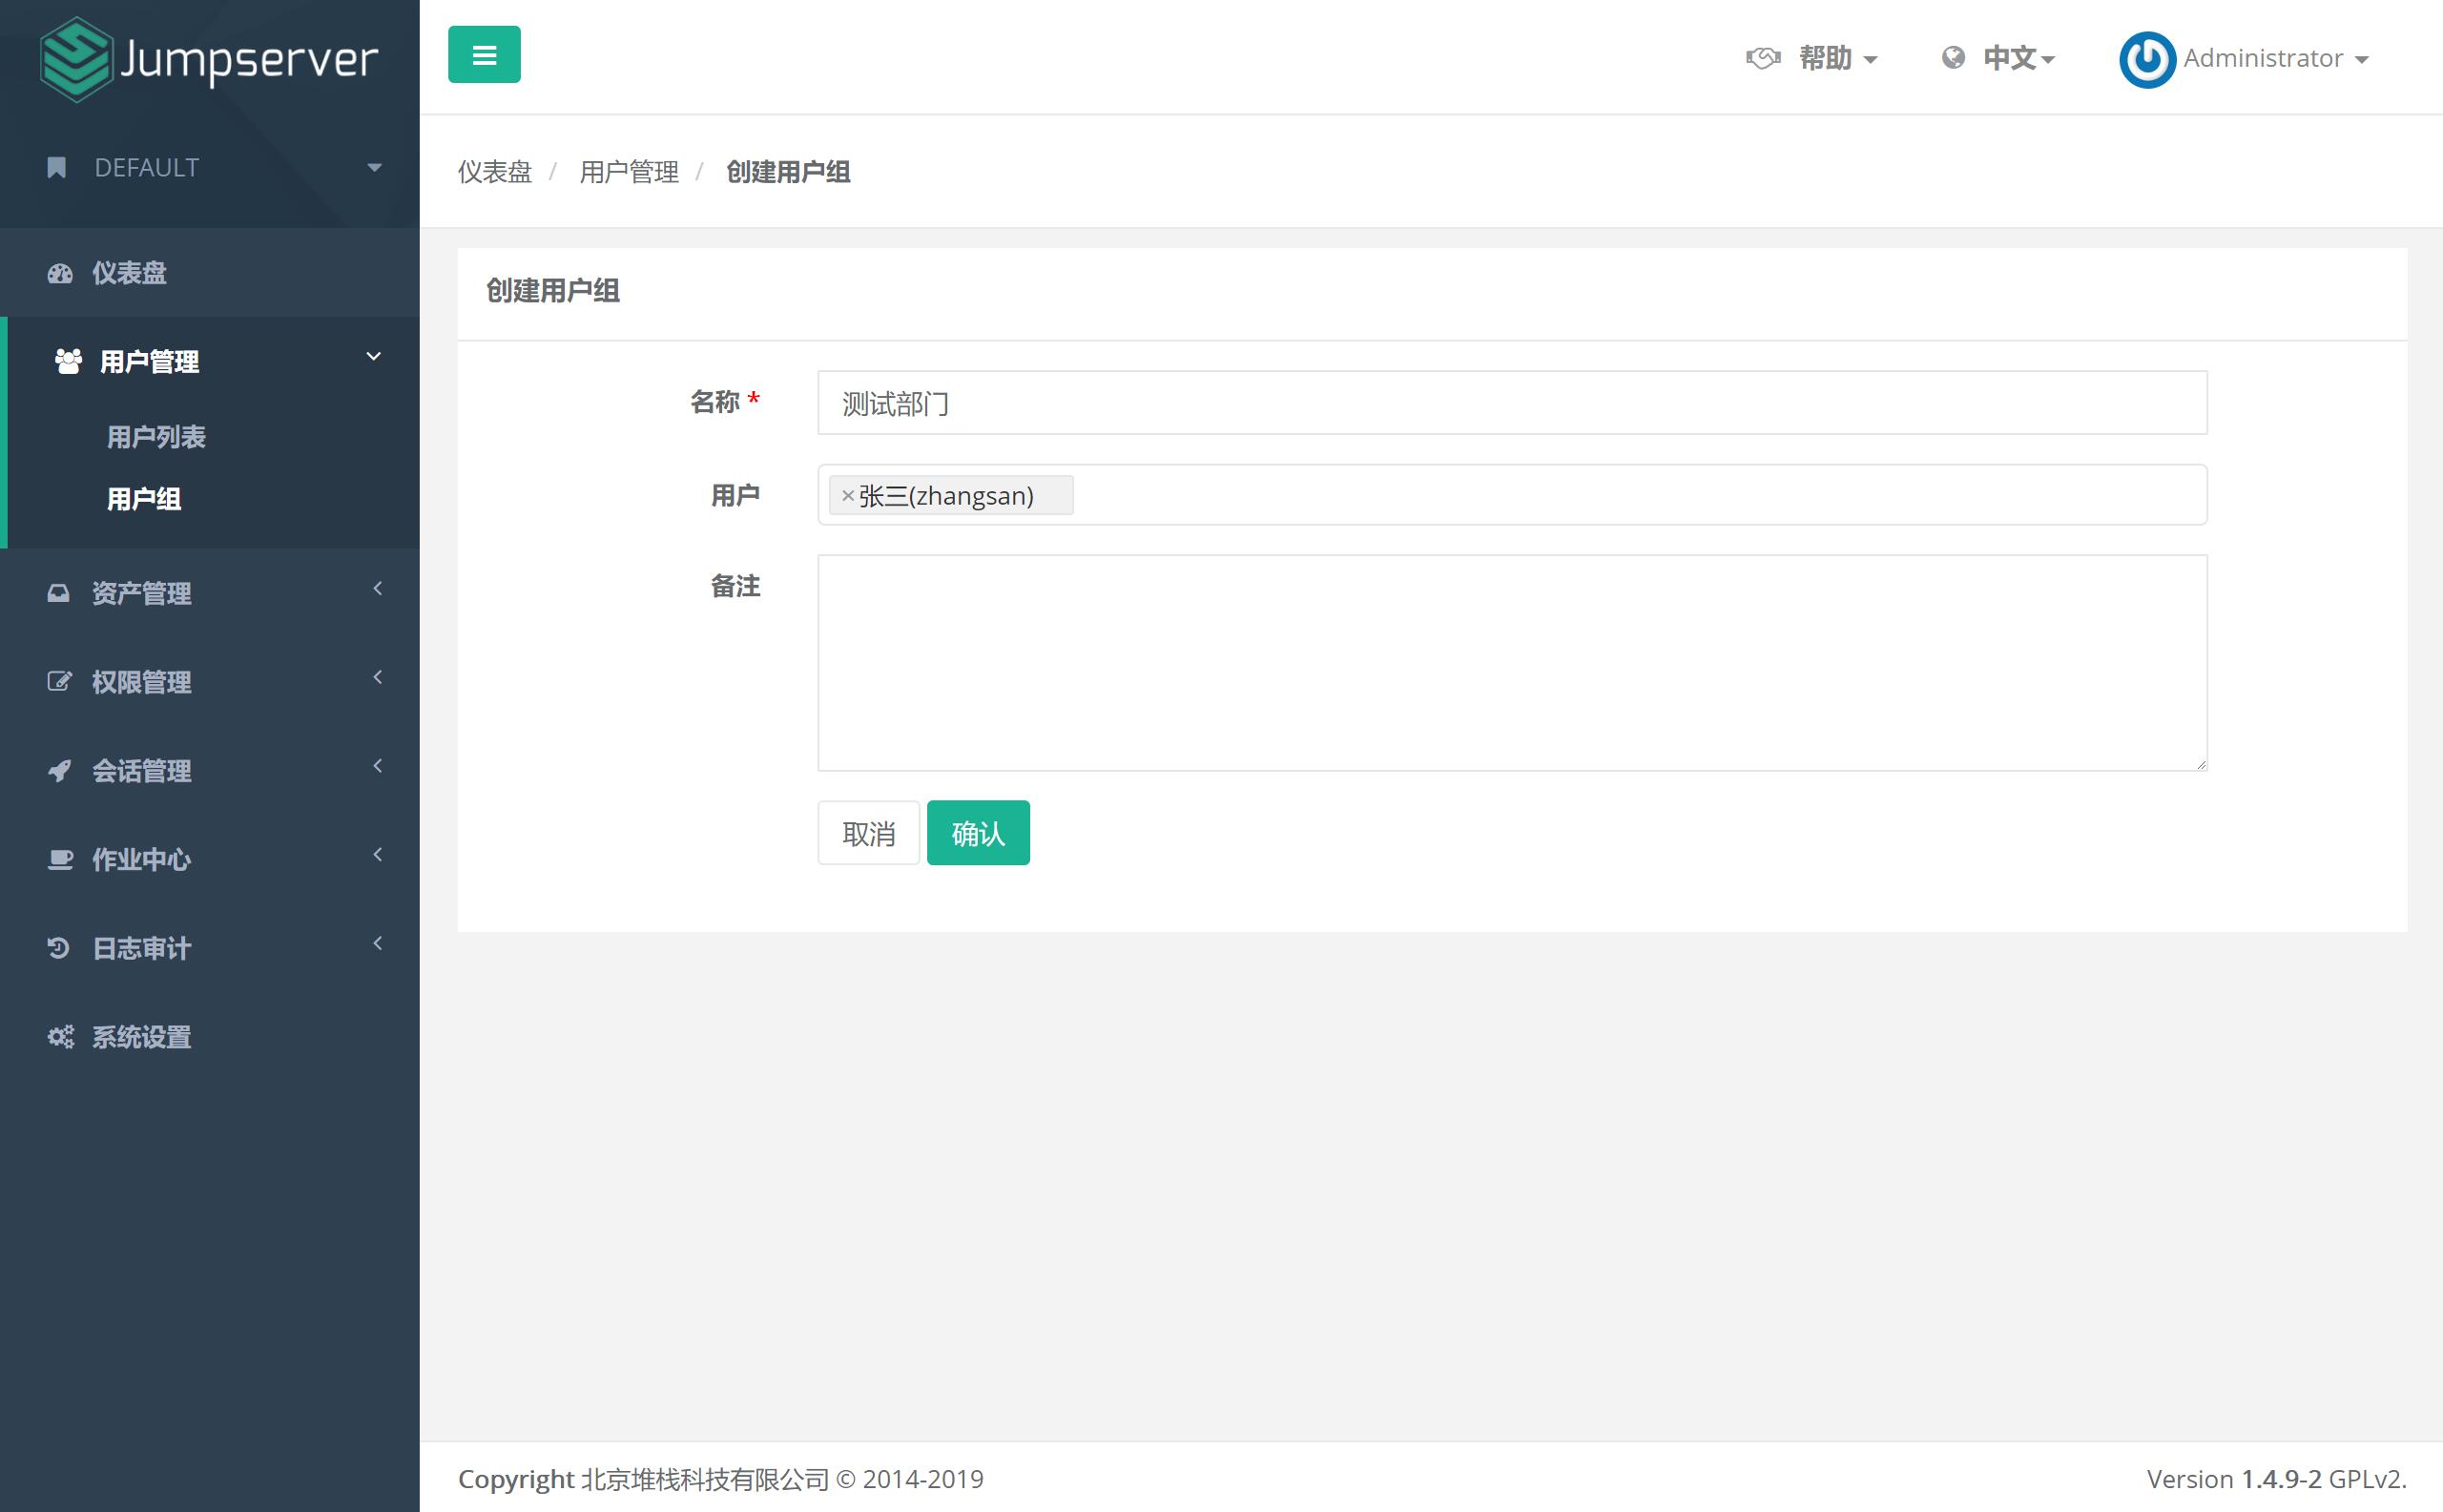 Jumpserver
帮助
中文
Administrator
DEFAULT
仪表盘 / 用户管理 / 创建用户组
仪表盘
用户管理
用户列表
用户组
资产管理
权限管理
会话管理
作业中心
日志审计
系统设置
创建用户组
名称 *
测试部门
用户
×张三(zhangsan)
备注
取消
确认
Copyright 北京堆栈科技有限公司 © 2014-2019
Version 1.4.9-2 GPLv2.